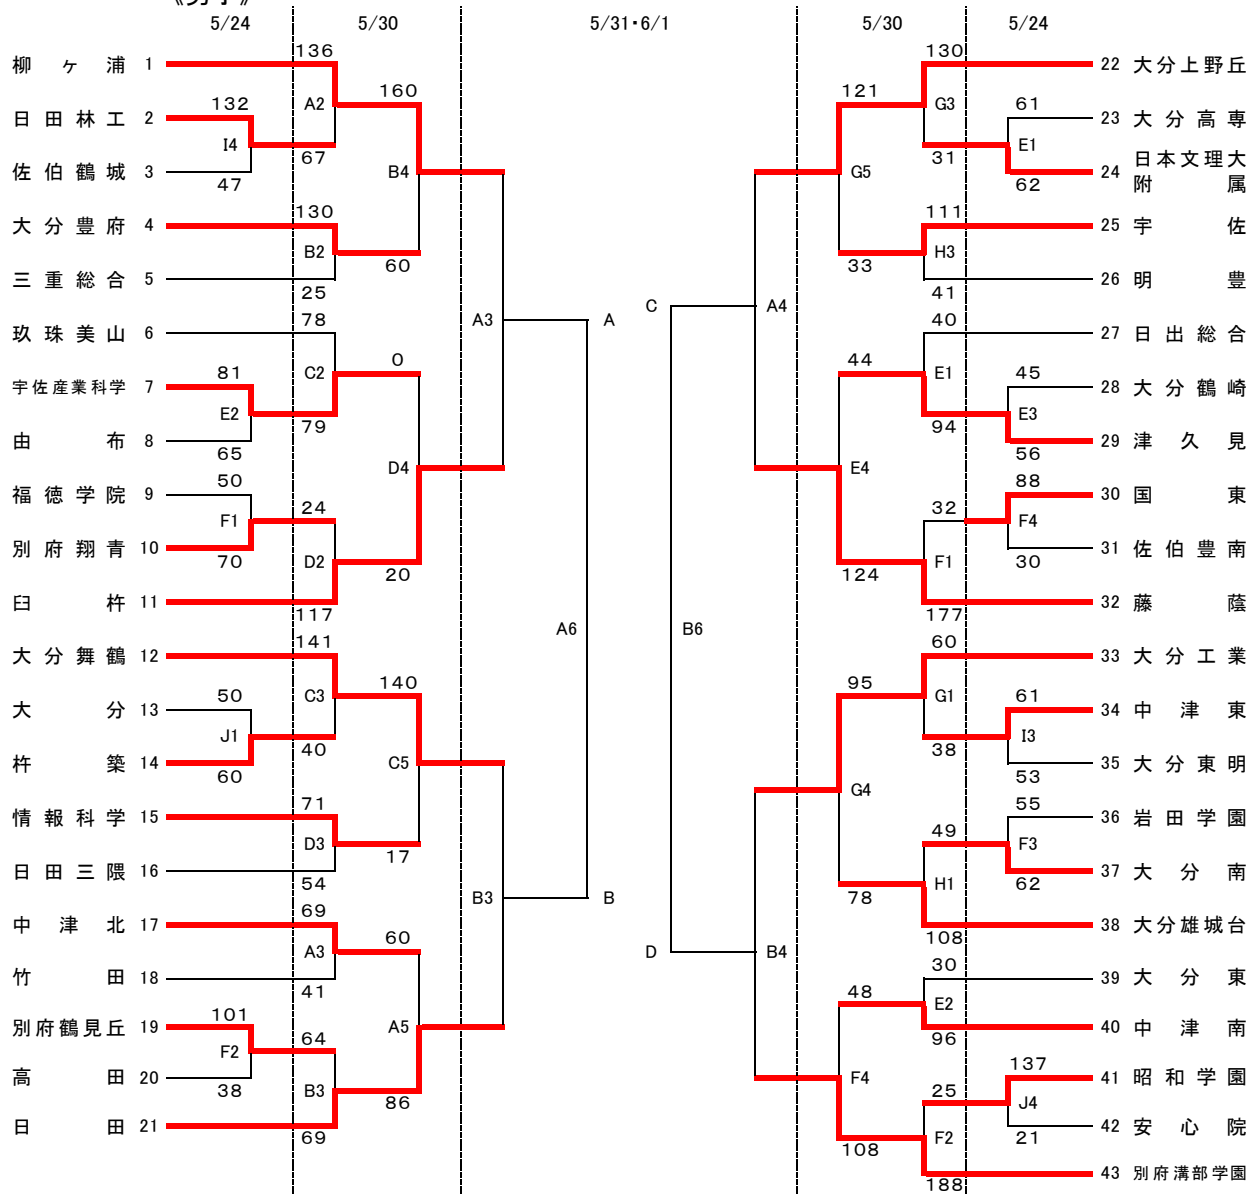 《男子》
5/24 5/30 5/31・6/1 5/30 5/24
柳ヶ浦 1
日田林工 2
佐伯鶴城 3
大分豊府 4
三重総合 5
玖珠美山 6
宇佐産業科学 7
由布 8
福徳学院 9
別府翔青 10
臼杵 11
大分舞鶴 12
大分 13
杵築 14
情報科学 15
日田三隈 16
中津北 17
竹田 18
別府鶴見丘 19
高田 20
日田 21
132
I4
47
81
E2
65
50
F1
70
50
J1
60
101
F2
38
136
A2
67
130
B2
25
78
C2
79
24
D2
117
141
C3
40
71
D3
54
69
A3
41
64
B3
69
160
B4
60
0
D4
20
140
C5
17
60
A5
86
A3
B3
A
A6
B
C
B6
D
A4
B4
121
G5
33
44
E4
124
95
G4
78
48
F4
108
130
G3
31
111
H3
41
40
E1
94
32
F1
177
60
G1
38
49
H1
108
30
E2
96
25
F2
188
61
E1
62
45
E3
56
88
F4
30
61
I3
53
55
F3
62
137
J4
21
22 大分上野丘
23 大分高専
24 日本文理大
附属
25 宇佐
26 明豊
27 日出総合
28 大分鶴崎
29 津久見
30 国東
31 佐伯豊南
32 藤蔭
33 大分工業
34 中津東
35 大分東明
36 岩田学園
37 大分南
38 大分雄城台
39 大分東
40 中津南
41 昭和学園
42 安心院
43 別府溝部学園